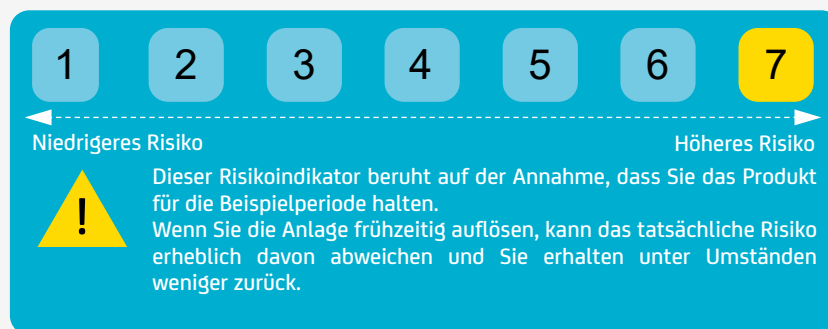 1 2 3 4 5 6 7
Niedrigeres Risiko Höheres Risiko
!
Dieser Risikoindikator beruht auf der Annahme, dass Sie das Produkt
für die Beispielperiode halten.
Wenn Sie die Anlage frühzeitig auflösen, kann das tatsächliche Risiko
erheblich davon abweichen und Sie erhalten unter Umständen
weniger zurück.